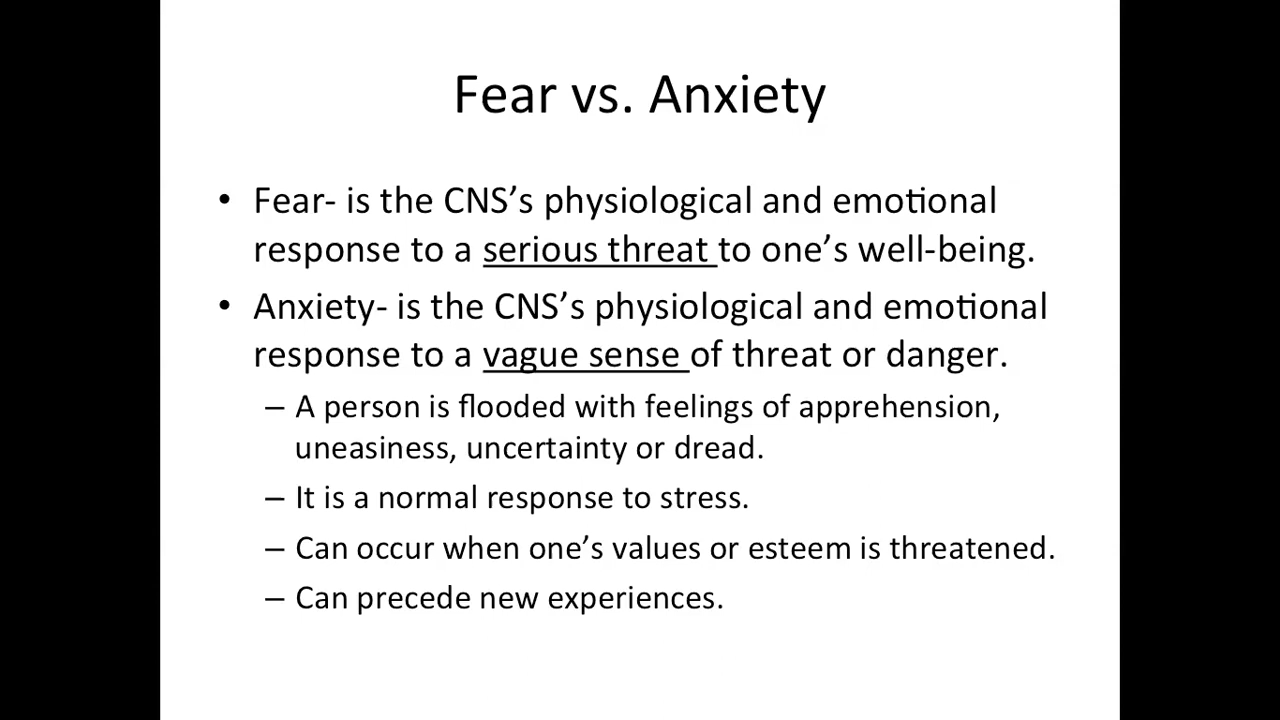 Fear vs. Anxiety
• Fear- is the CNS’s physiological and emotional
response to a serious threat to one’s well-being.
• Anxiety- is the CNS’s physiological and emotional
response to a vague sense of threat or danger.
– A person is flooded with feelings of apprehension,
uneasiness, uncertainty or dread.
– It is a normal response to stress.
– Can occur when one’s values or esteem is threatened.
– Can precede new experiences.